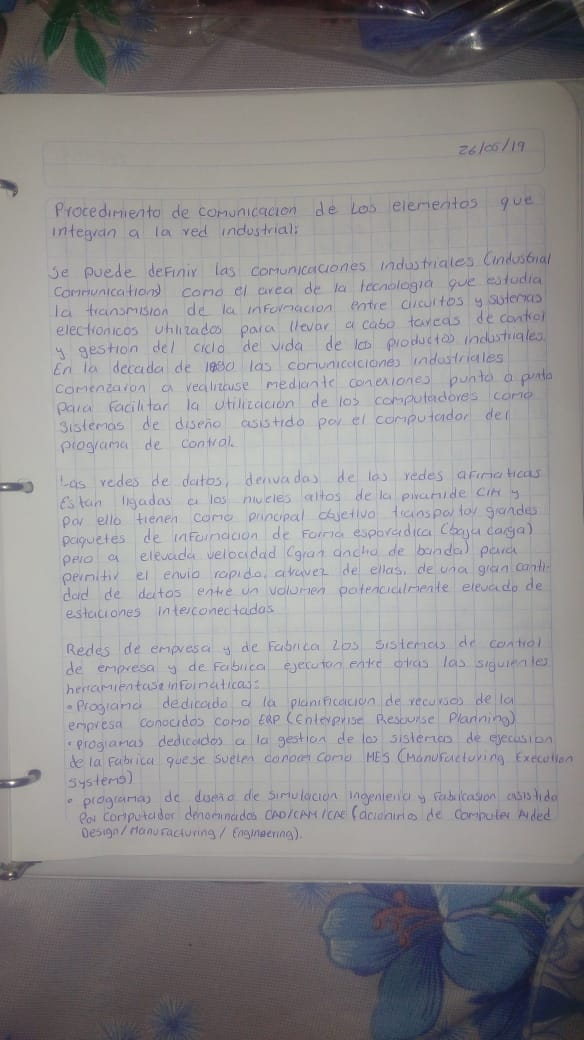 26/06/19
Procedimiento de comunicacion de Los elementos que
integran a la red industrial:
Se puede definir las comunicaciones industriales (industrial
Communications) como el area de la tecnologia que estudia
la transmision de la informacion entre circuitos y sistemas
electronicos utilizados para llevar a cabo tareas de control
y gestion del ciclo de vida de los productos industriales.
En la decada de 1980 las comunicaciones industriales
comenzaron a realizarse mediante conexiones punto a punto
para facilitar la utilizacion de los computadores como
sistemas de diseño asistido por el computador del
programa de control.
Las redes de datos, derivadas de las redes ofimaticas
Estan ligadas a los niveles altos de la piramide CIM y
por ello tienen como principal objetivo transportar grandes
paquetes de informacion de forma esporadica (baja carga)
pero a elevada velocidad (gran ancho de banda) para
permitir el envio rapido, atravez de ellas, de una gran canti-
dad de datos entre un volumen potencialmente elevado de
estaciones interconectadas
Redes de empresa y de Fabrica Los sistemas de control
de empresa y de Fabrica ejecutan entre otras las siguientes
herramientas informaticas:
• Programa dedicado a la planificacion de recursos de la
empresa conocidos como ERP (Enterprise Resourse Planning)
• programas dedicados a la gestion de los sistemas de ejecusion
de la Fabrica que se suelen conocer como MES (Manufacturing Execution
systems)
• programas de diseño de simulacion ingenieria y fabricasion asistido
Por Computador denominados CAD/CAM/CAE (acronimos de Computer Aided
Design/Manufacturing/Engineering).